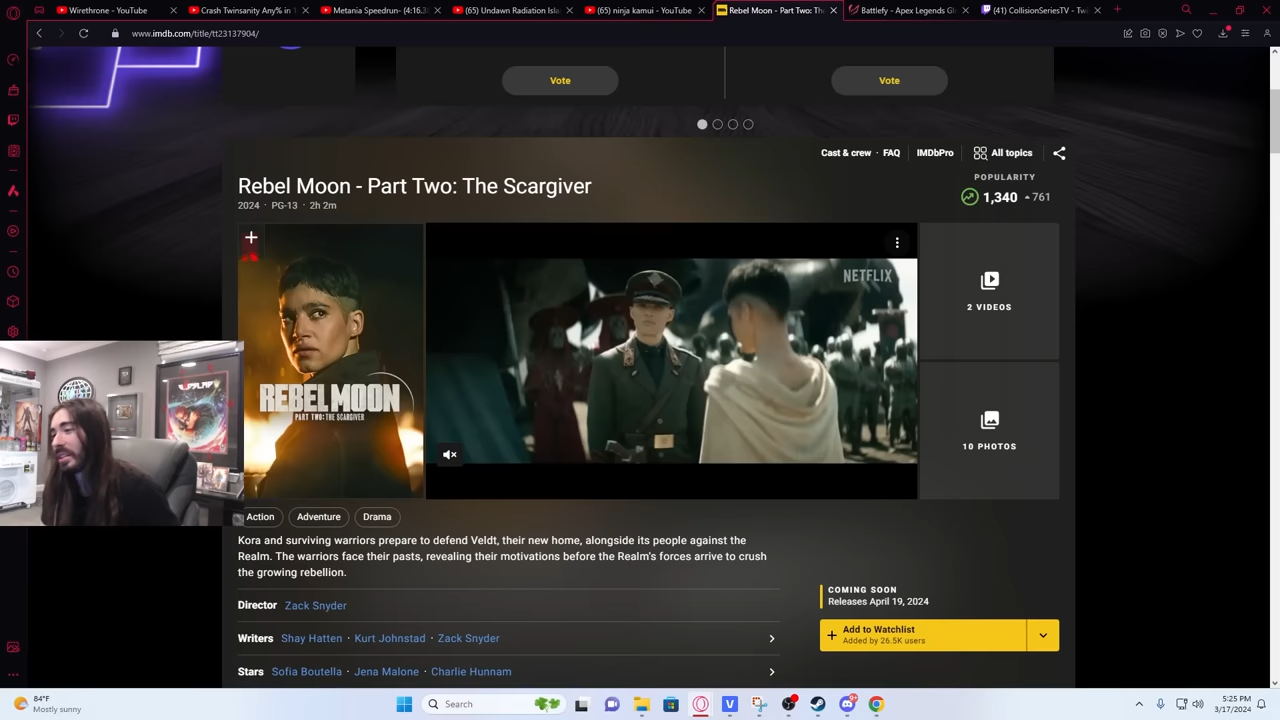 Wirethrone - YouTube
Crash Twinsanity Any% in 1
Metania Speedrun- (4:16.3
(65) Undawn Radiation Isla
(65) ninja kamui - YouTube
Rebel Moon - Part Two: The
Battlefy - Apex Legends Gl
(41) CollisionSeriesTV - Tw
www.imdb.com/title/tt23137904/
Vote
Vote
Cast & crew · FAQ
IMDbPro
All topics
Rebel Moon - Part Two: The Scargiver
2024 · PG-13 · 2h 2m
POPULARITY
1,340
761
NETFLIX
REBEL MOON
PART TWO: THE SCARGIVER
2 VIDEOS
10 PHOTOS
Action
Adventure
Drama
Kora and surviving warriors prepare to defend Veldt, their new home, alongside its people against the
Realm. The warriors face their pasts, revealing their motivations before the Realm's forces arrive to crush
the growing rebellion.
Director Zack Snyder
Writers Shay Hatten · Kurt Johnstad · Zack Snyder
Stars Sofia Boutella · Jena Malone · Charlie Hunnam
COMING SOON
Releases April 19, 2024
Add to Watchlist
Added by 26.5K users
84°F
Mostly sunny
Search
5:25 PM
3/17/2024